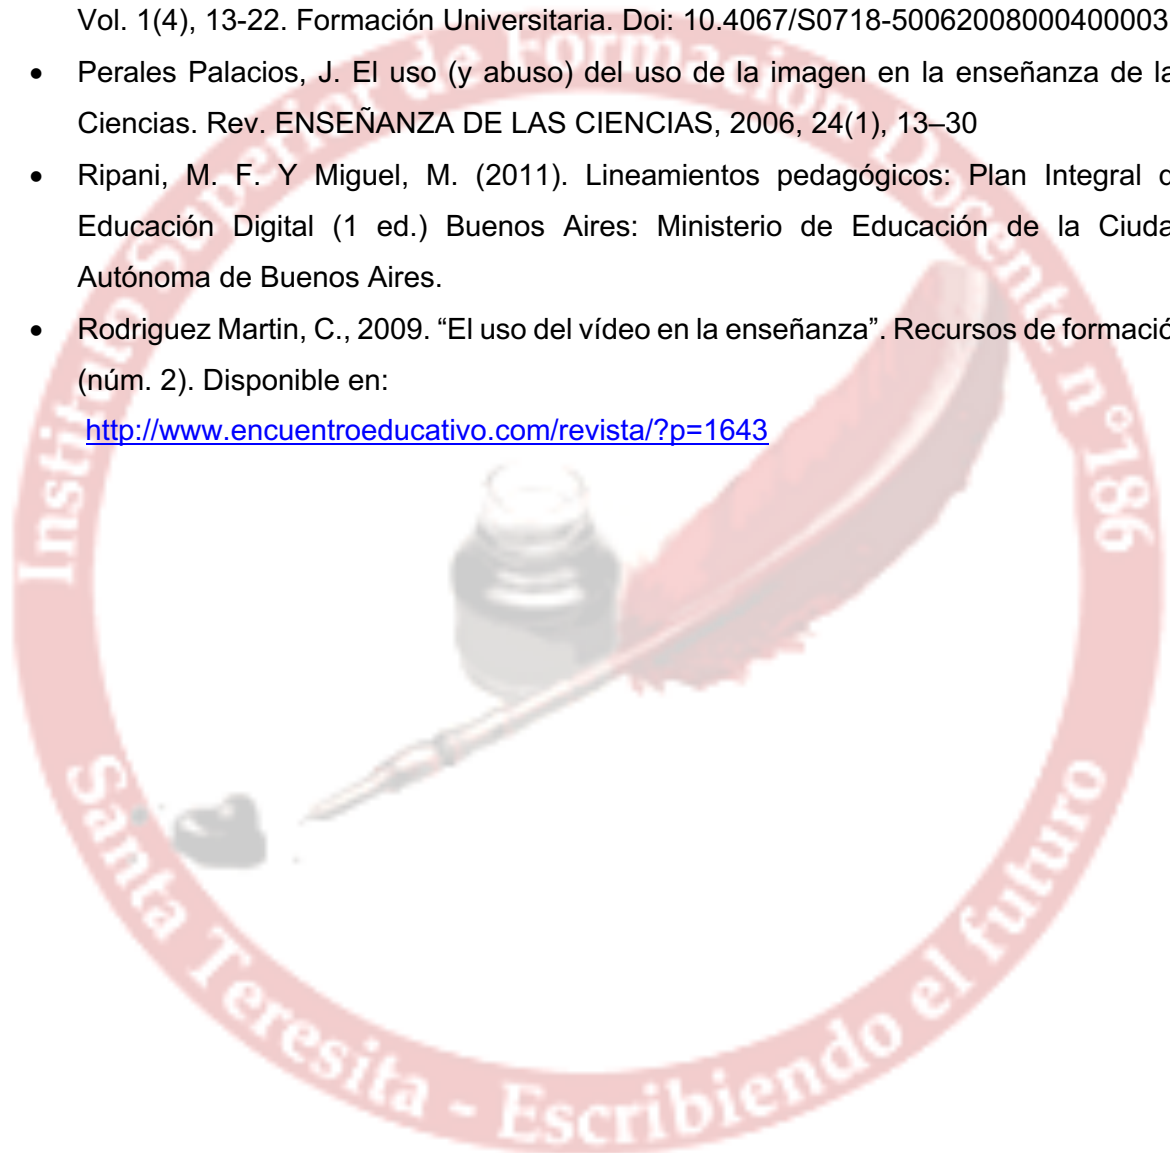 Vol. 1(4), 13-22. Formación Universitaria. Doi: 10.4067/S0718-50062008000400003
• Perales Palacios, J. El uso (y abuso) del uso de la imagen en la enseñanza de la
Ciencias. Rev. ENSEÑANZA DE LAS CIENCIAS, 2006, 24(1), 13–30
• Ripani, M. F. Y Miguel, M. (2011). Lineamientos pedagógicos: Plan Integral d
Educación Digital (1 ed.) Buenos Aires: Ministerio de Educación de la Ciuda
Autónoma de Buenos Aires.
• Rodriguez Martin, C., 2009. “El uso del vídeo en la enseñanza”. Recursos de formació
(núm. 2). Disponible en:
http://www.encuentroeducativo.com/revista/?p=1643
Instituto Superior de Formación Docente n°186
Santa Teresita - Escribiendo el futuro